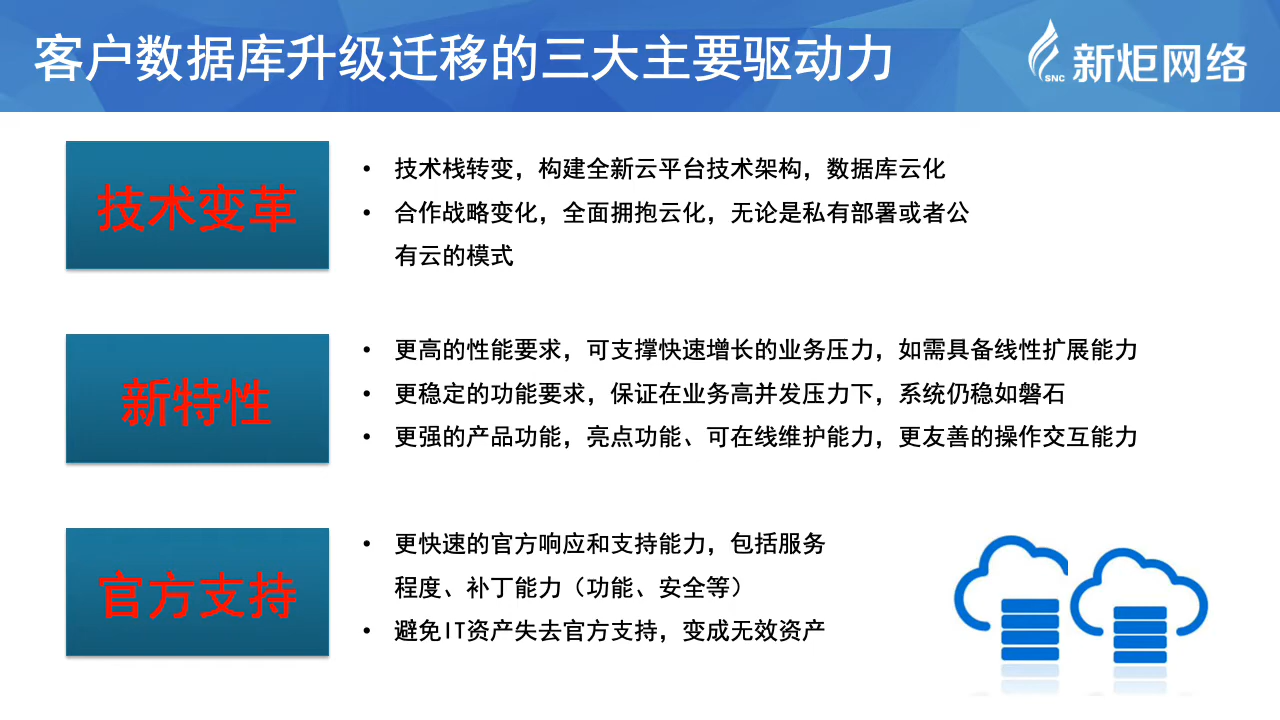 客户数据库升级迁移的三大主要驱动力
SNC 新炬网络
技术变革
• 技术栈转变，构建全新云平台技术架构，数据库云化
• 合作战略变化，全面拥抱云化，无论是私有部署或者公
有云的模式
新特性
• 更高的性能要求，可支撑快速增长的业务压力，如需具备线性扩展能力
• 更稳定的功能要求，保证在业务高并发压力下，系统仍稳如磐石
• 更强的产品功能，亮点功能、可在线维护能力，更友善的操作交互能力
官方支持
• 更快速的官方响应和支持能力，包括服务
程度、补丁能力（功能、安全等）
• 避免IT资产失去官方支持，变成无效资产